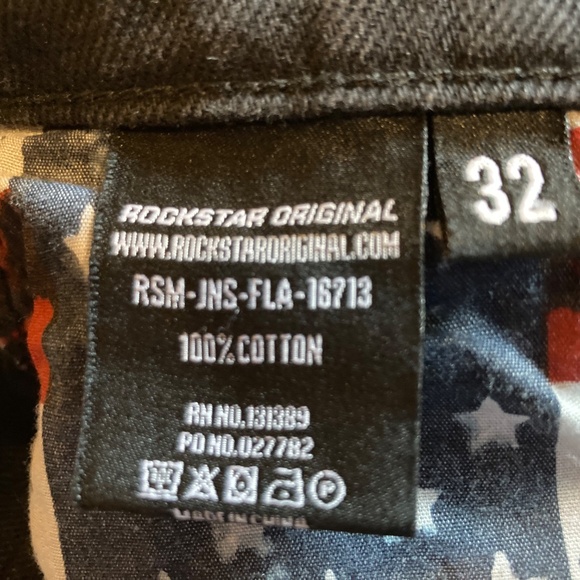 ROCKSTAR ORIGINAL
WWW.ROCKSTARORIGINAL.COM
RSM-JNS-FLA-16713
100% COTTON
RN NO.131389
PO NO.027782
P
MADE IN CHINA
32